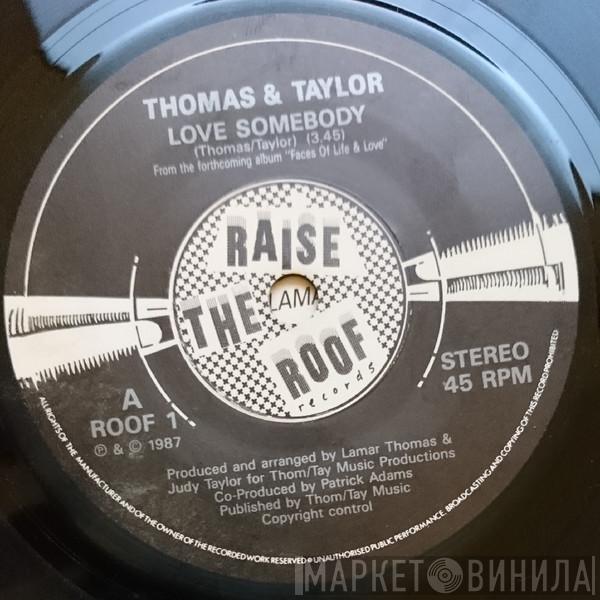 THOMAS & TAYLOR
LOVE SOMEBODY
(Thomas/Taylor) (3.45)
From the forthcoming album "Faces Of Life & Love"
RAISE
THE
LAMA
ROOF
records
STEREO
45 RPM
A
ROOF 1
℗ & © 1987
Produced and arranged by Lamar Thomas &
Judy Taylor for Thom/Tay Music Productions
Co-Produced by Patrick Adams
Published by Thom/Tay Music
Copyright control
ALL RIGHTS OF THE MANUFACTURER AND OF THE OWNER OF THE RECORDED WORK RESERVED • UNAUTHORISED PUBLIC PERFORMANCE, BROADCASTING AND COPYING OF THIS RECORD PROHIBITED
МАРКЕТ ВИНИЛА